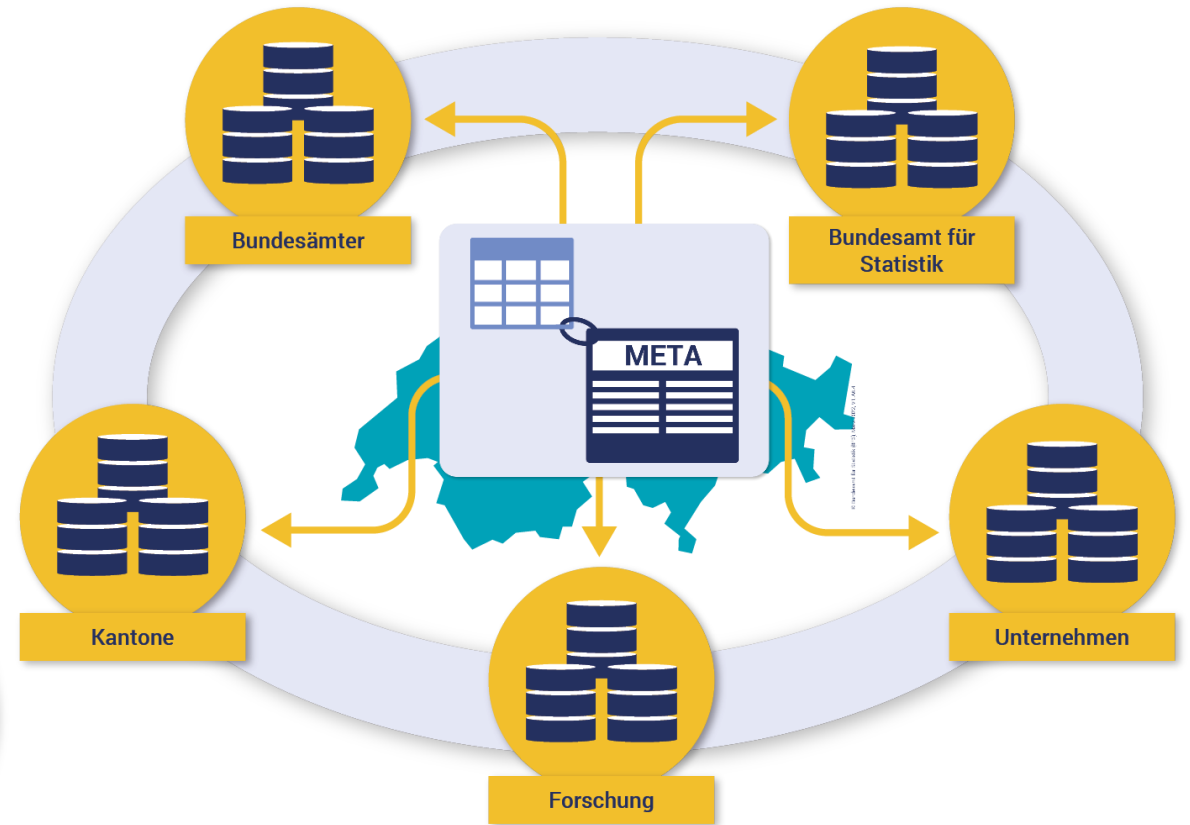 Bundesämter
Bundesamt für
Statistik
META
Kantone
Unternehmen
Forschung